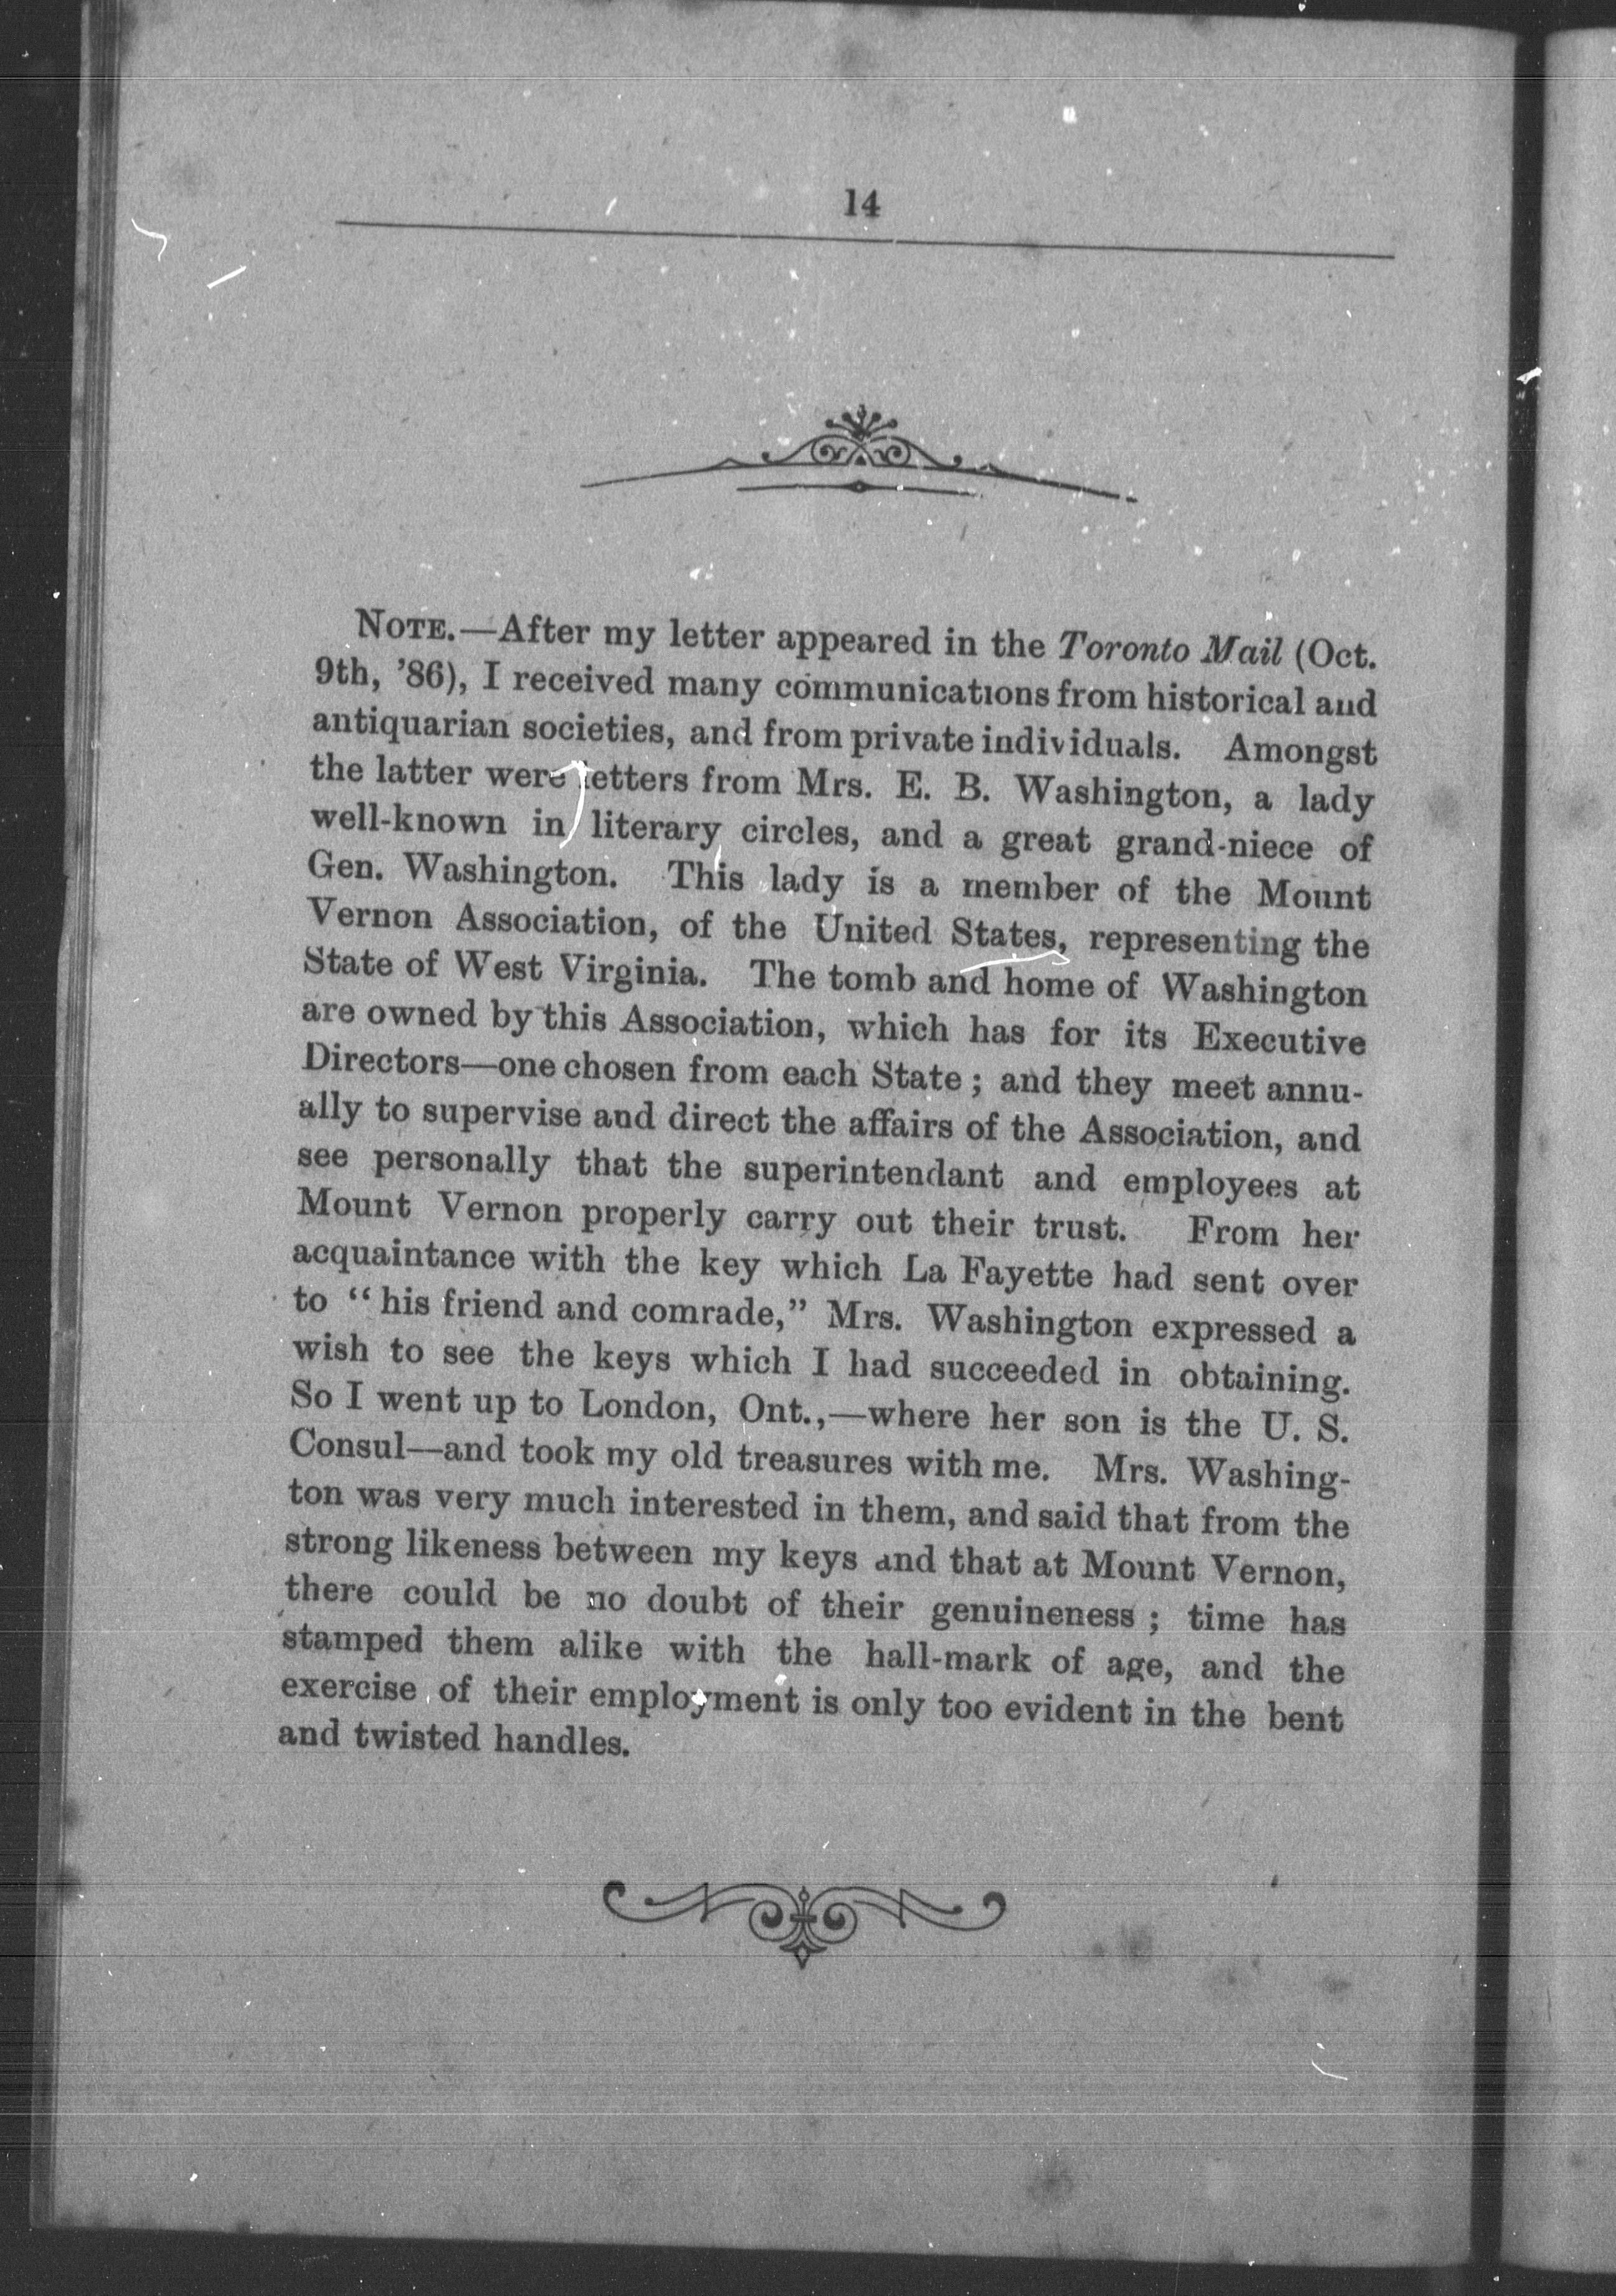 14
NOTE.—After my letter appeared in the Toronto Mail (Oct.
9th, ’86), I received many communications from historical and
antiquarian societies, and from private individuals. Amongst
the latter were letters from Mrs. E. B. Washington, a lady
well-known in literary circles, and a great grand-niece of
Gen. Washington. This lady is a member of the Mount
Vernon Association, of the United States, representing the
State of West Virginia. The tomb and home of Washington
are owned by this Association, which has for its Executive
Directors—one chosen from each State ; and they meet annu-
ally to supervise and direct the affairs of the Association, and
see personally that the superintendant and employees at
Mount Vernon properly carry out their trust. From her
acquaintance with the key which La Fayette had sent over
to “ his friend and comrade,” Mrs. Washington expressed a
wish to see the keys which I had succeeded in obtaining.
So I went up to London, Ont.,—where her son is the U. S.
Consul—and took my old treasures with me. Mrs. Washing-
ton was very much interested in them, and said that from the
strong likeness between my keys and that at Mount Vernon,
there could be no doubt of their genuineness ; time has
stamped them alike with the hall-mark of age, and the
exercise of their employment is only too evident in the bent
and twisted handles.